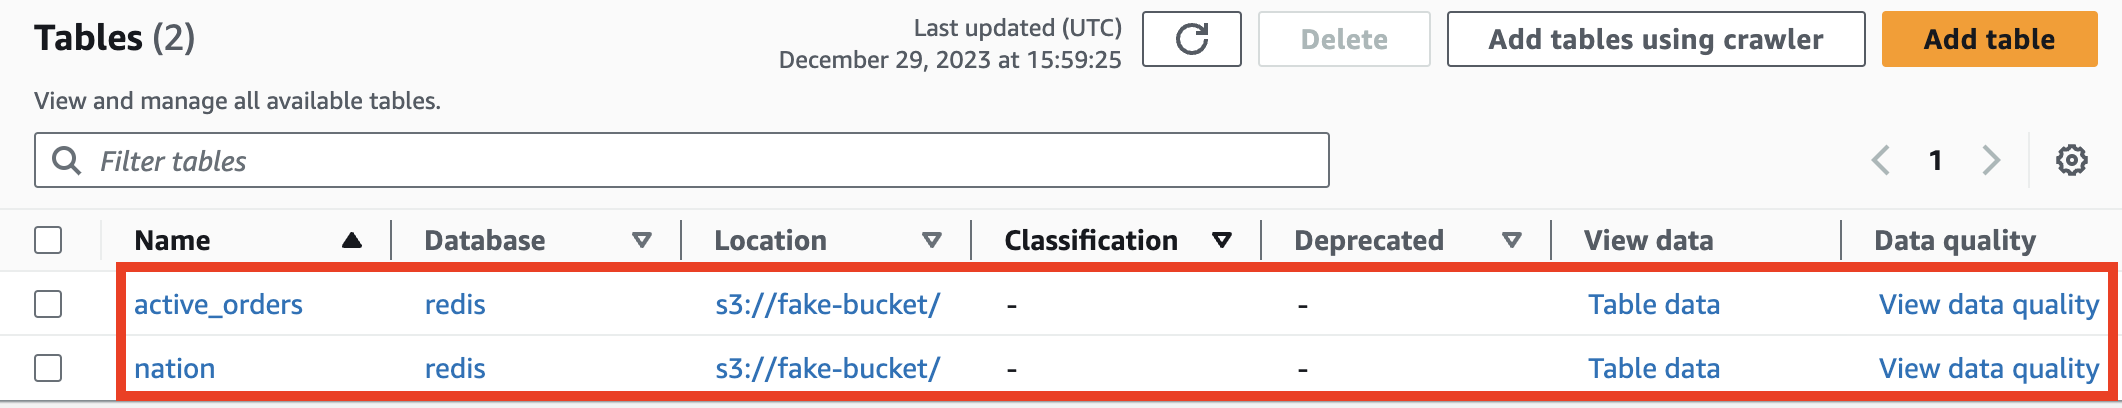 Tables (2)
Last updated (UTC)
December 29, 2023 at 15:59:25
Delete
Add tables using crawler
Add table
View and manage all available tables.
Filter tables
1
Name Database Location Classification Deprecated View data Data quality
active_orders redis s3://fake-bucket/ - - Table data View data quality
nation redis s3://fake-bucket/ - - Table data View data quality